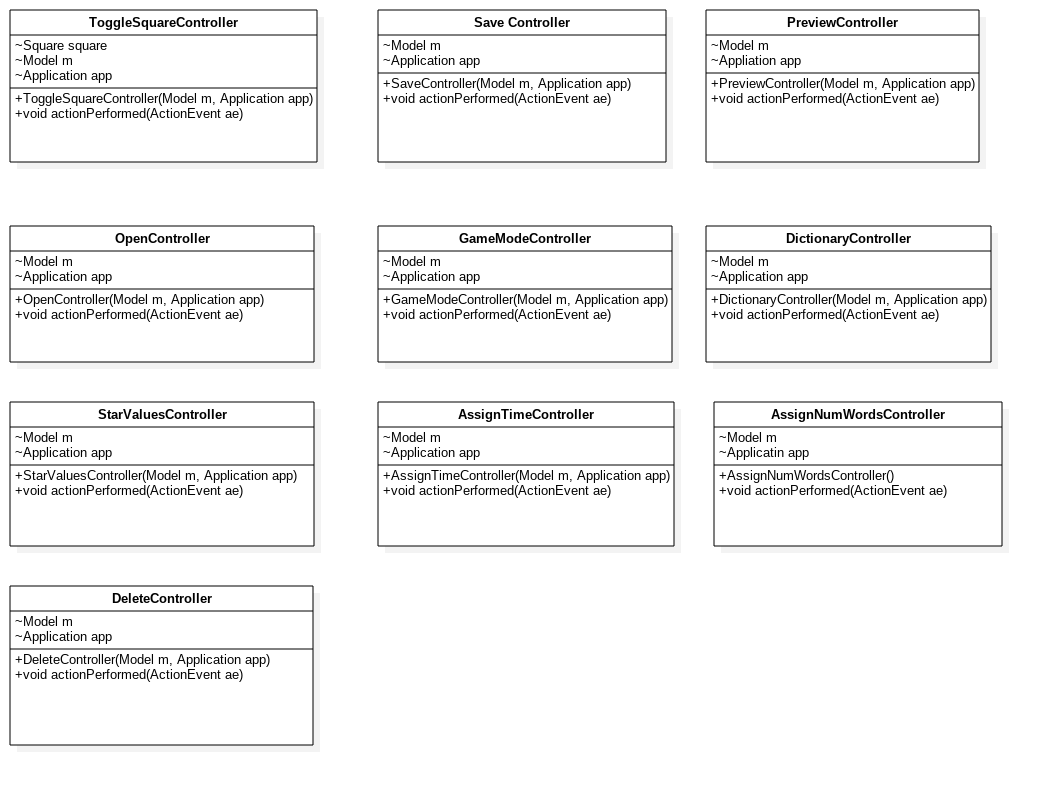 ToggleSquareController
~Square square
~Model m
~Application app
+ToggleSquareController(Model m, Application app)
+void actionPerformed(ActionEvent ae)
Save Controller
~Model m
~Application app
+SaveController(Model m, Application app)
+void actionPerformed(ActionEvent ae)
PreviewController
~Model m
~Appliation app
+PreviewController(Model m, Application app)
+void actionPerformed(ActionEvent ae)
OpenController
~Model m
~Application app
+OpenController(Model m, Application app)
+void actionPerformed(ActionEvent ae)
GameModeController
~Model m
~Application app
+GameModeController(Model m, Application app)
+void actionPerformed(ActionEvent ae)
DictionaryController
~Model m
~Application app
+DictionaryController(Model m, Application app)
+void actionPerformed(ActionEvent ae)
StarValuesController
~Model m
~Application app
+StarValuesController(Model m, Application app)
+void actionPerformed(ActionEvent ae)
AssignTimeController
~Model m
~Application app
+AssignTimeController(Model m, Application app)
+void actionPerformed(ActionEvent ae)
AssignNumWordsController
~Model m
~Applicatin app
+AssignNumWordsController()
+void actionPerformed(ActionEvent ae)
DeleteController
~Model m
~Application app
+DeleteController(Model m, Application app)
+void actionPerformed(ActionEvent ae)